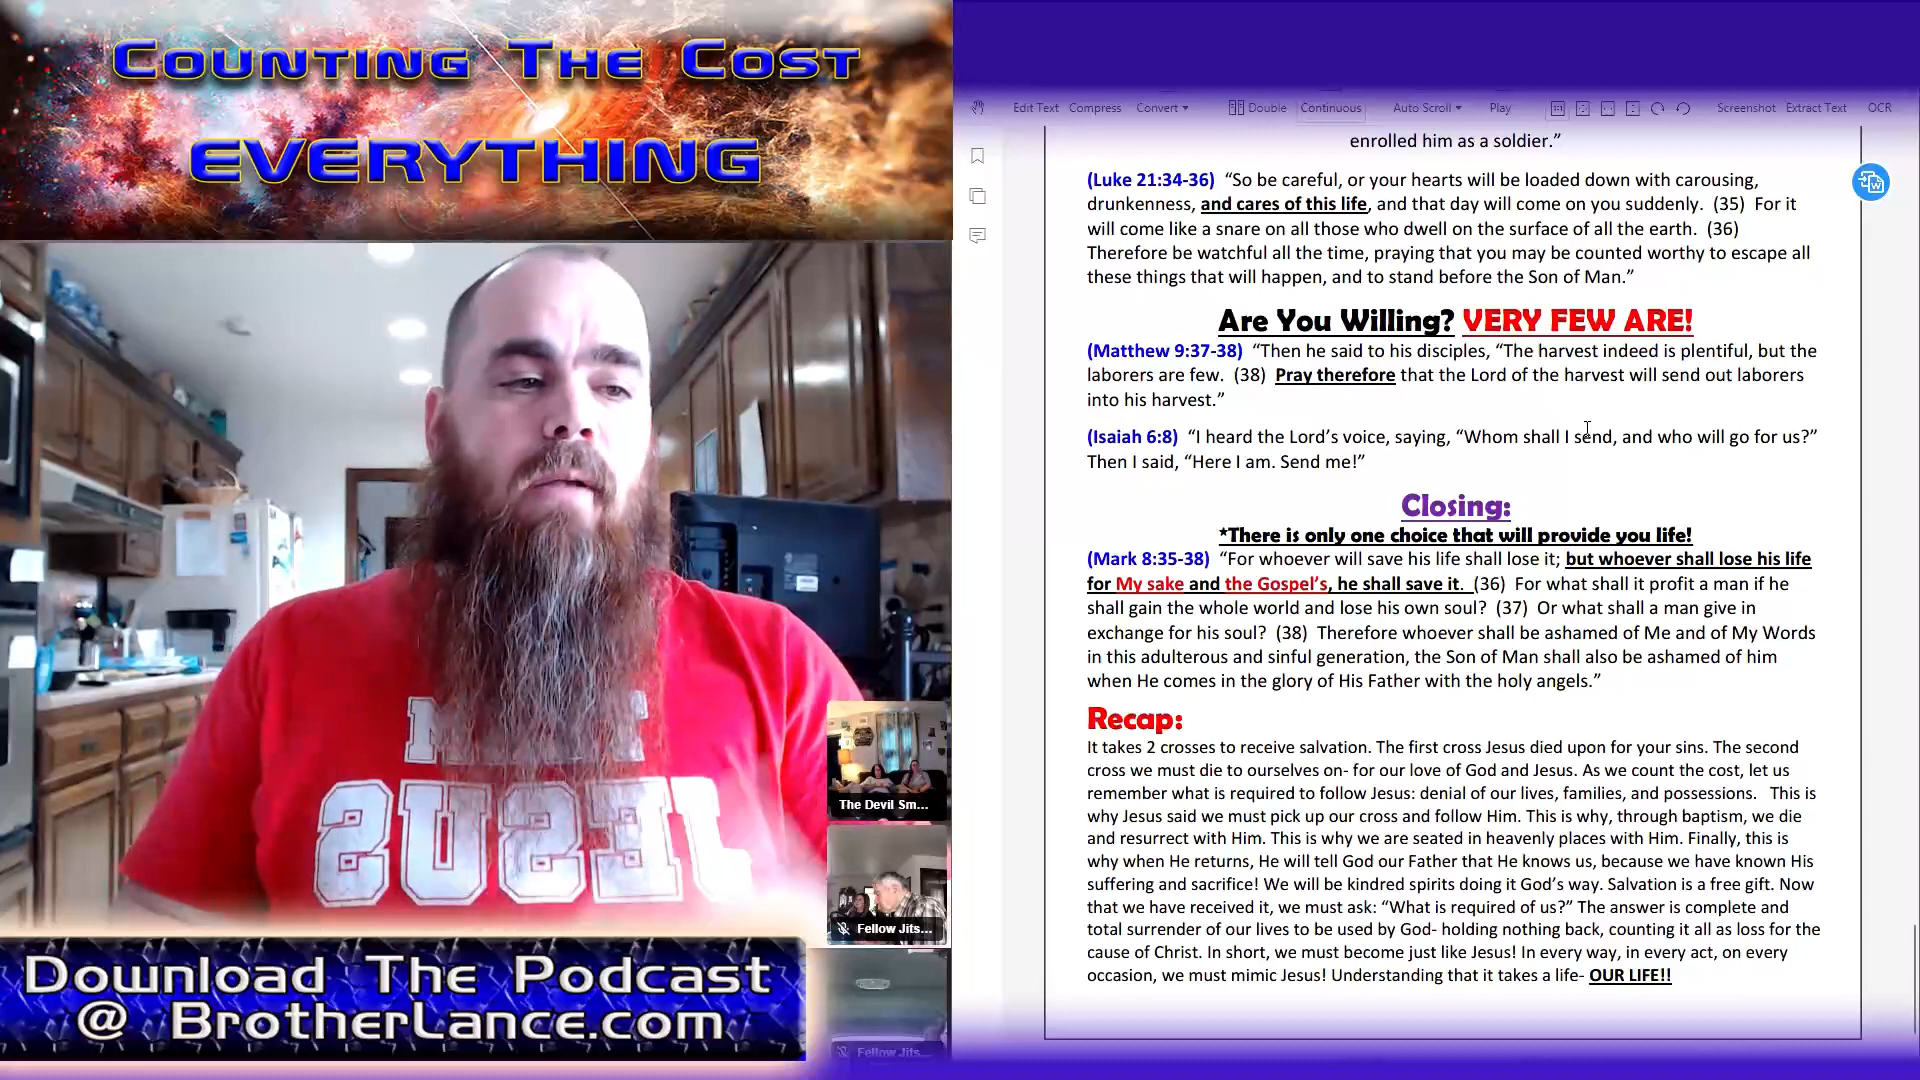 Counting The Cost
EVERYTHING
SUSEJ
The Devil Sm...
Fellow Jits...
Fellow Jits...
Download The Podcast
@ BrotherLance.com
Edit Text Compress Convert Double Continuous Auto Scroll Play Screenshot Extract Text OCR
enrolled him as a soldier.”
(Luke 21:34-36) “So be careful, or your hearts will be loaded down with carousing,
drunkenness, and cares of this life, and that day will come on you suddenly. (35) For it
will come like a snare on all those who dwell on the surface of all the earth. (36)
Therefore be watchful all the time, praying that you may be counted worthy to escape all
these things that will happen, and to stand before the Son of Man.”
Are You Willing? VERY FEW ARE!
(Matthew 9:37-38) “Then he said to his disciples, “The harvest indeed is plentiful, but the
laborers are few. (38) Pray therefore that the Lord of the harvest will send out laborers
into his harvest.”
(Isaiah 6:8) “I heard the Lord’s voice, saying, “Whom shall I send, and who will go for us?”
Then I said, “Here I am. Send me!”
Closing:
*There is only one choice that will provide you life!
(Mark 8:35-38) “For whoever will save his life shall lose it; but whoever shall lose his life
for My sake and the Gospel’s, he shall save it. (36) For what shall it profit a man if he
shall gain the whole world and lose his own soul? (37) Or what shall a man give in
exchange for his soul? (38) Therefore whoever shall be ashamed of Me and of My Words
in this adulterous and sinful generation, the Son of Man shall also be ashamed of him
when He comes in the glory of His Father with the holy angels.”
Recap:
It takes 2 crosses to receive salvation. The first cross Jesus died upon for your sins. The second
cross we must die to ourselves on- for our love of God and Jesus. As we count the cost, let us
remember what is required to follow Jesus: denial of our lives, families, and possessions. This is
why Jesus said we must pick up our cross and follow Him. This is why, through baptism, we die
and resurrect with Him. This is why we are seated in heavenly places with Him. Finally, this is
why when He returns, He will tell God our Father that He knows us, because we have known His
suffering and sacrifice! We will be kindred spirits doing it God’s way. Salvation is a free gift. Now
that we have received it, we must ask: “What is required of us?” The answer is complete and
total surrender of our lives to be used by God- holding nothing back, counting it all as loss for the
cause of Christ. In short, we must become just like Jesus! In every way, in every act, on every
occasion, we must mimic Jesus! Understanding that it takes a life- OUR LIFE!!